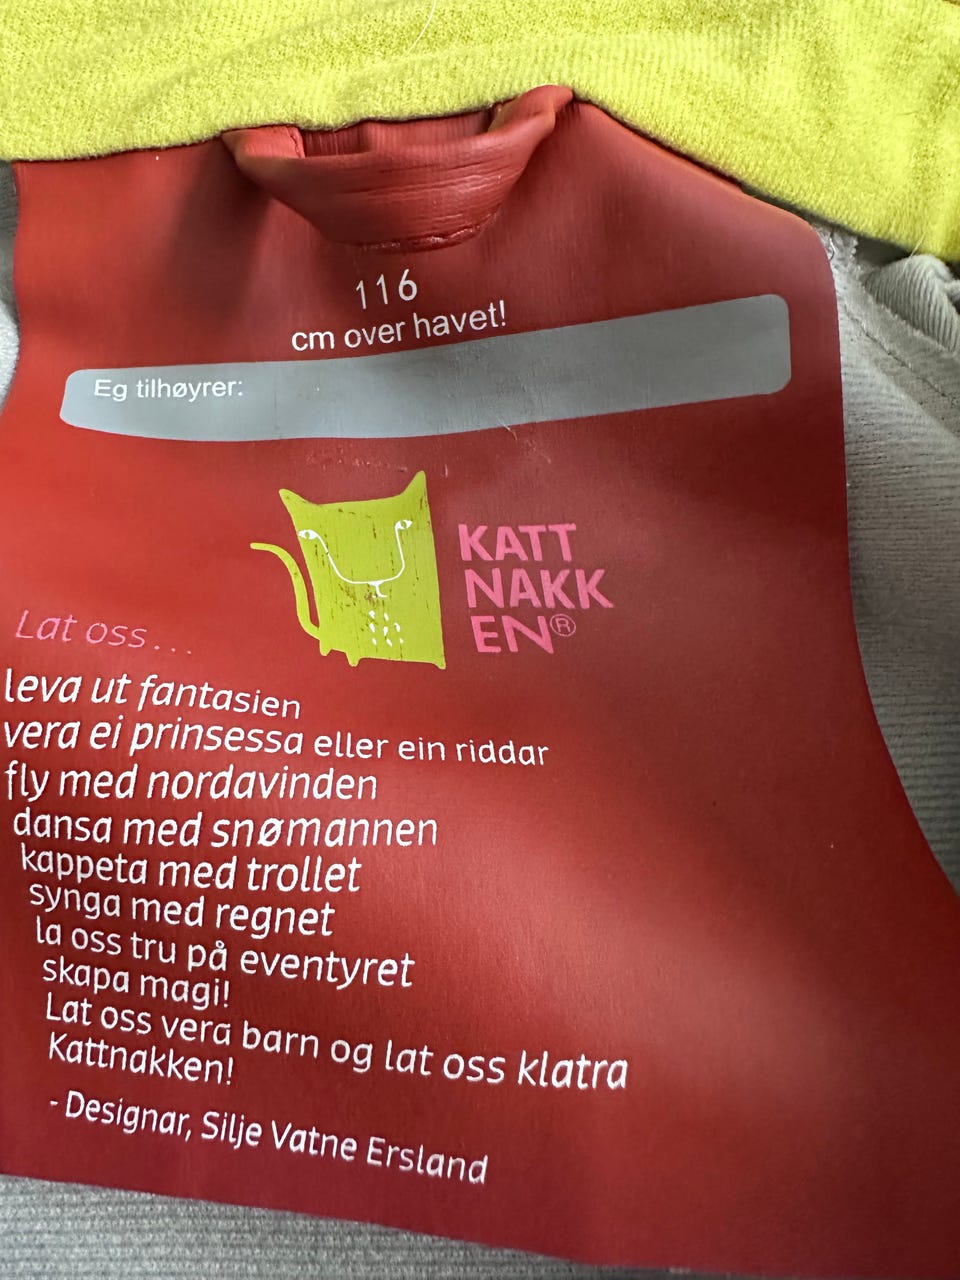 116
cm over havet!
Eg tilhøyrer:
KATT
NAKK
EN®
Lat oss...
leva ut fantasien
vera ei prinsessa eller ein riddar
fly med nordavinden
dansa med snømannen
kappeta med trollet
synga med regnet
la oss tru på eventyret
skapa magi!
Lat oss vera barn og lat oss klatra
Kattnakken!
- Designar, Silje Vatne Ersland